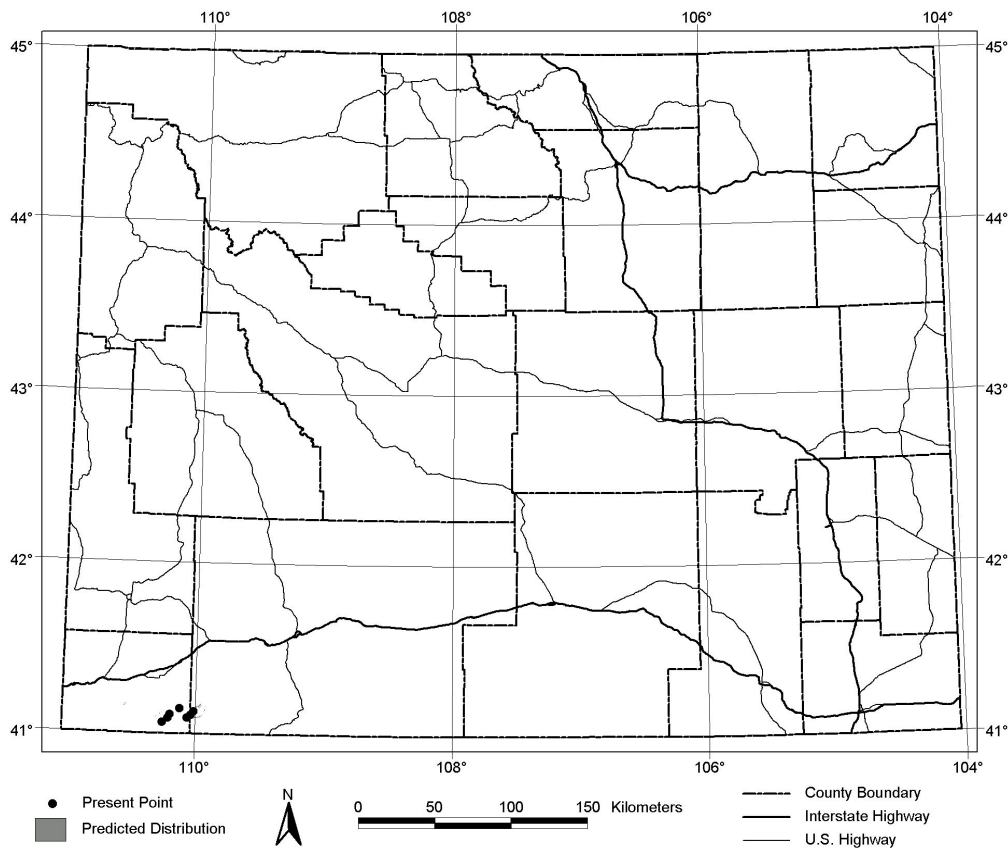 110° 108° 106° 104°
45° 45°
44° 44°
43° 43°
42° 42°
41° 41°
110° 108° 106° 104°
Present Point
Predicted Distribution
N
0 50 100 150 Kilometers
County Boundary
Interstate Highway
U.S. Highway